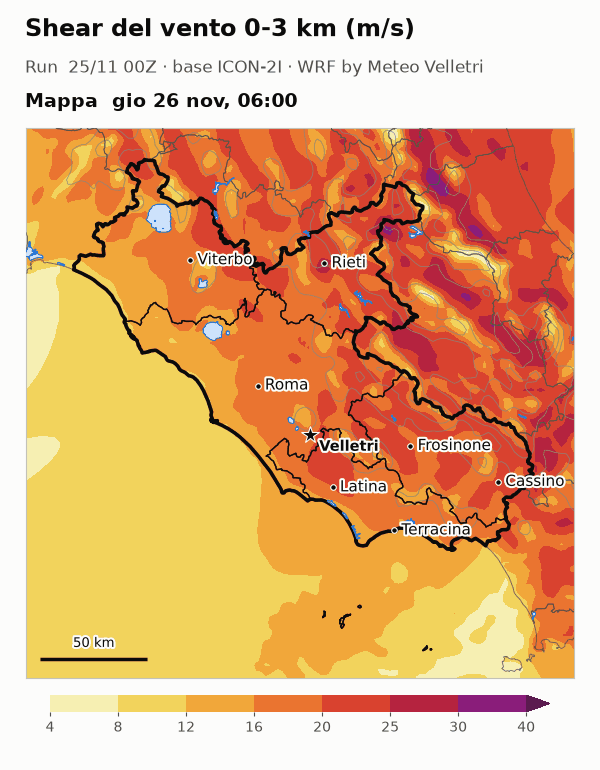 Shear del vento 0-3 km (m/s)
Run  25/11 00Z · base ICON-2I · WRF by Meteo Velletri
Mappa  gio 26 nov, 06:00
Viterbo
Rieti
Roma
Velletri
Frosinone
Latina
Cassino
Terracina
50 km
4 8 12 16 20 25 30 40